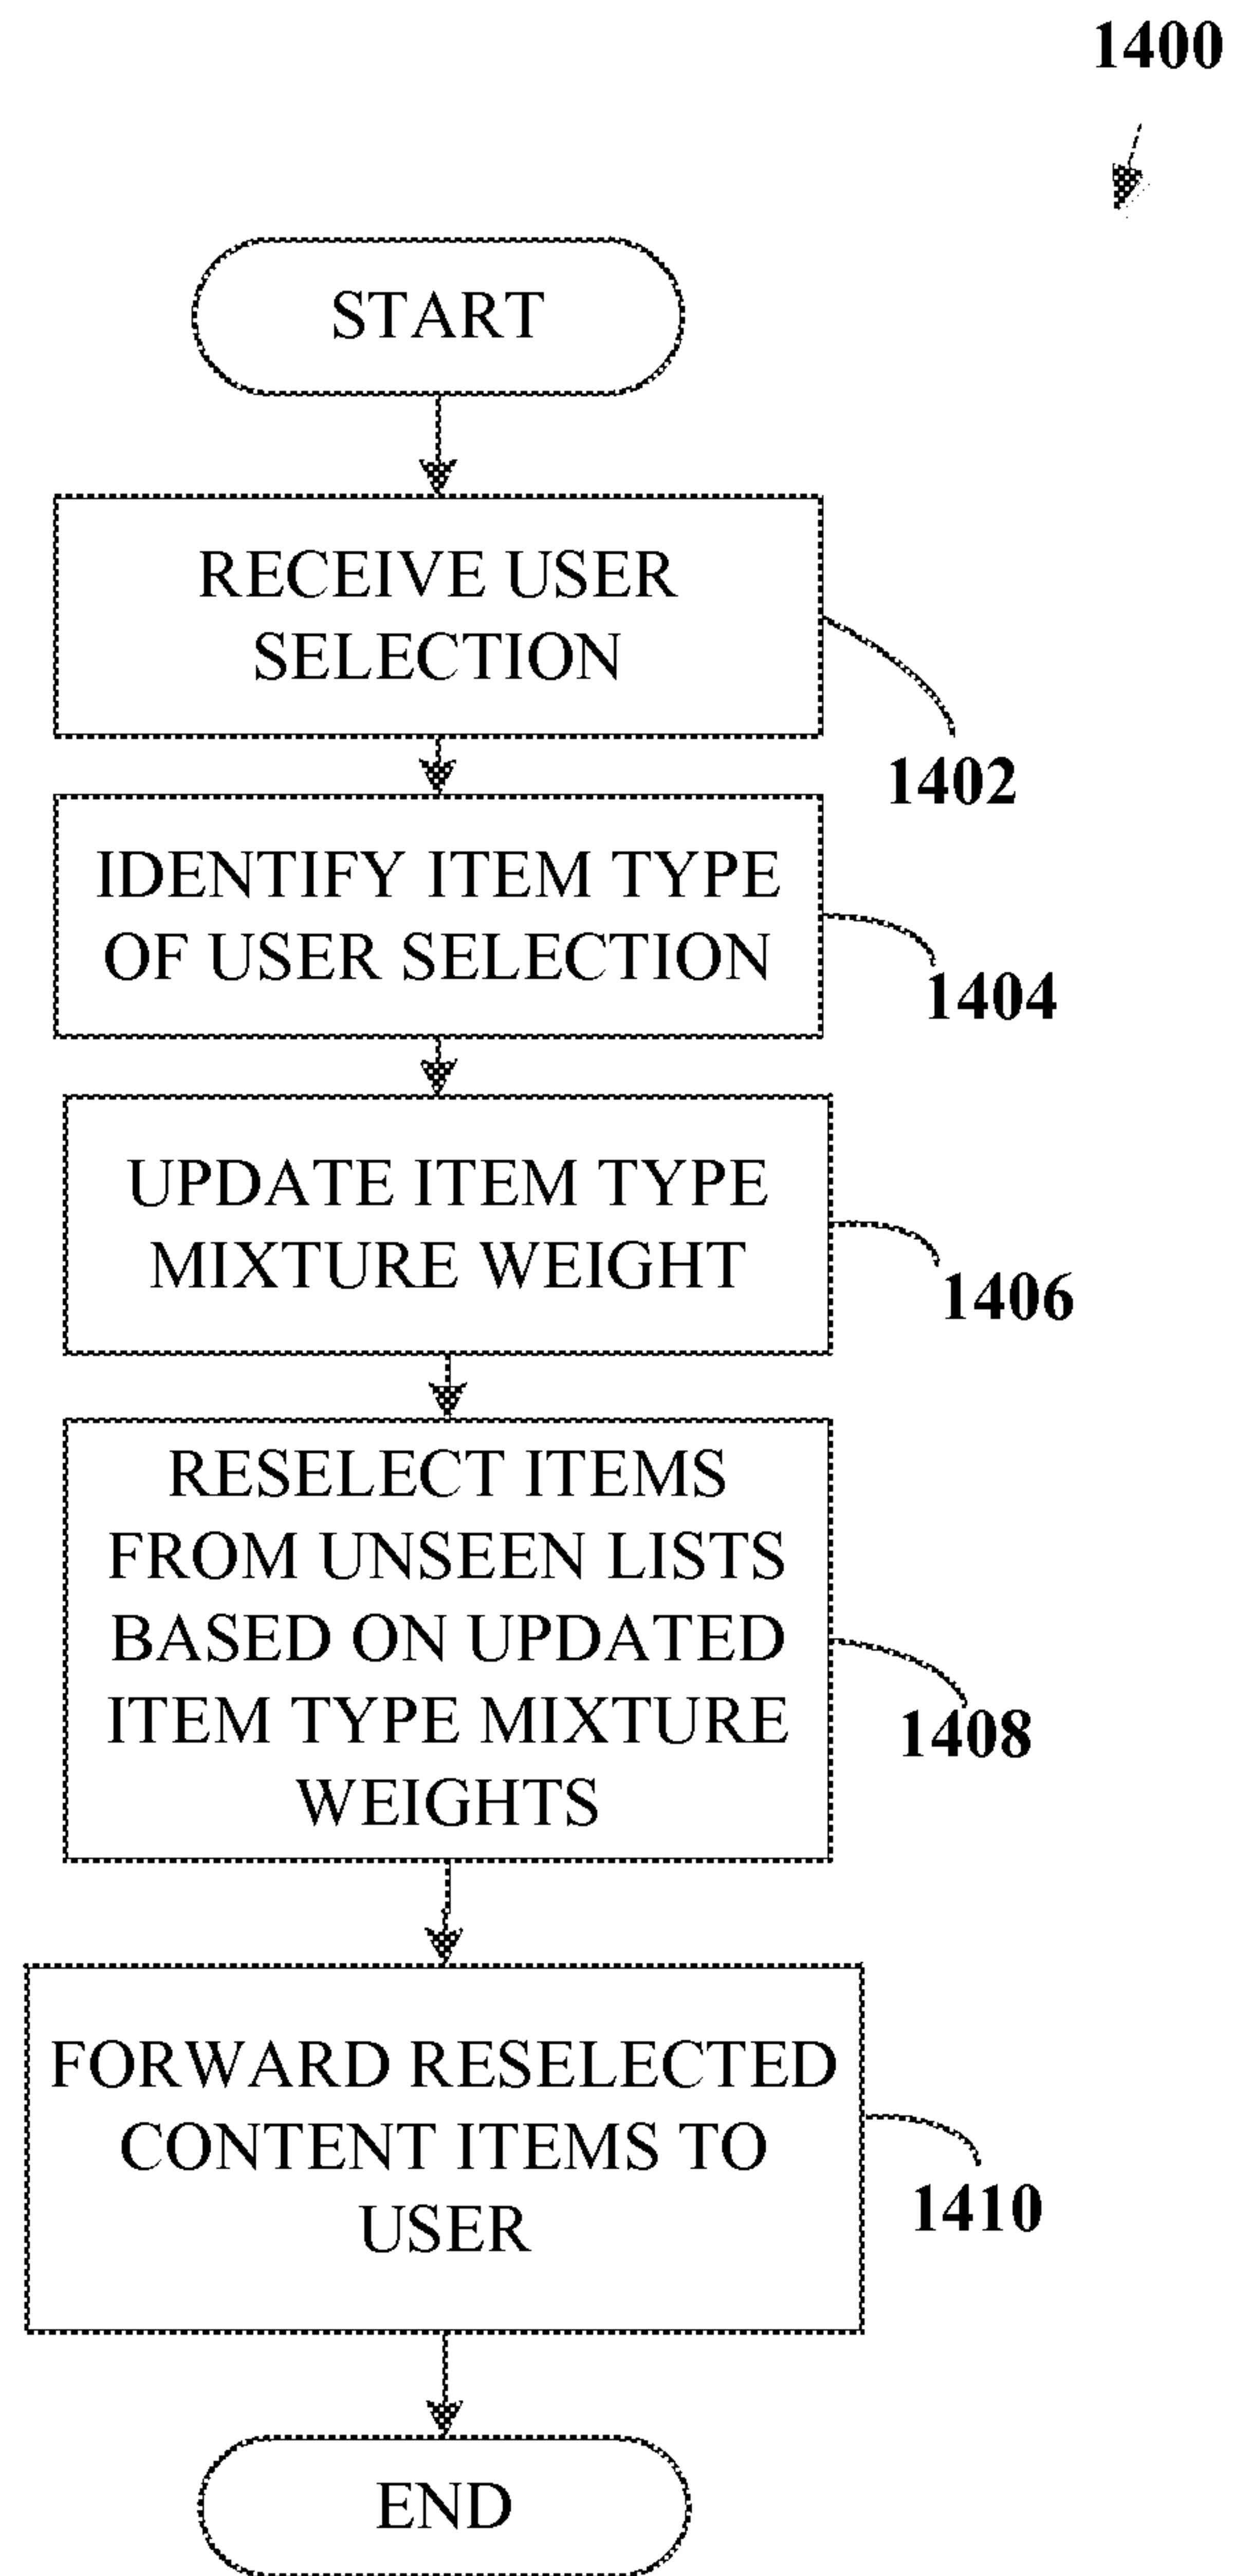 1400
START
RECEIVE USER
SELECTION
1402
IDENTIFY ITEM TYPE
OF USER SELECTION
1404
UPDATE ITEM TYPE
MIXTURE WEIGHT
1406
RESELECT ITEMS
FROM UNSEEN LISTS
BASED ON UPDATED
ITEM TYPE MIXTURE
WEIGHTS
1408
FORWARD RESELECTED
CONTENT ITEMS TO
USER
1410
END